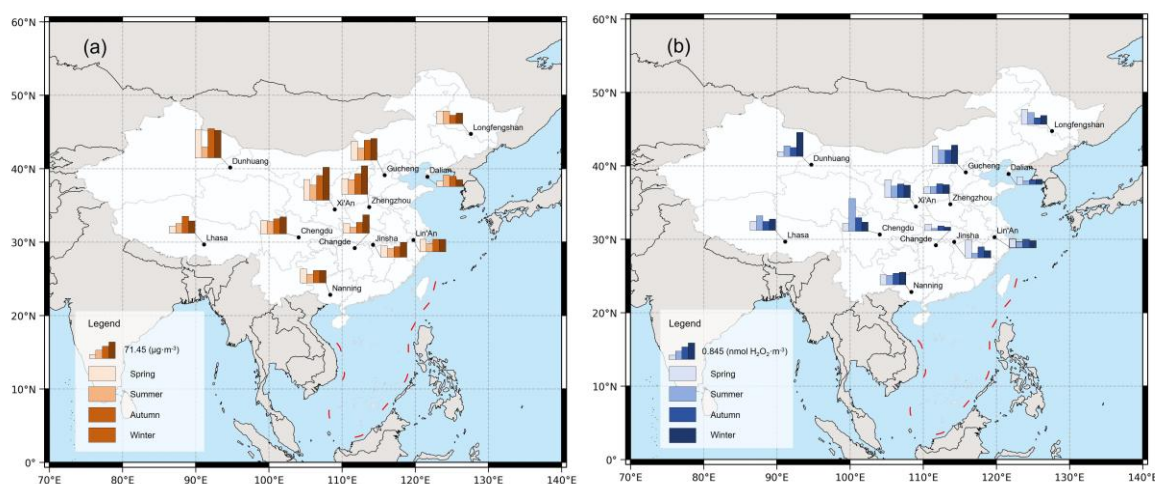 (a)
60°N
50°N
40°N
30°N
20°N
10°N
0°
70°E
80°E
90°E
100°E
110°E
120°E
130°E
140°E
Longfengshan
Dunhuang
Gucheng
Dalian
Xi'An
Zhengzhou
Lhasa
Chengdu
Changde
Jinsha
Lin'An
Nanning
Legend
71.45 (μg·m⁻³)
Spring
Summer
Autumn
Winter
(b)
60°N
50°N
40°N
30°N
20°N
10°N
0°
70°E
80°E
90°E
100°E
110°E
120°E
130°E
140°E
Longfengshan
Dunhuang
Gucheng
Dalian
Xi'An
Zhengzhou
Lhasa
Chengdu
Changde
Jinsha
Lin'An
Nanning
Legend
0.845 (nmol H₂O₂·m⁻³)
Spring
Summer
Autumn
Winter